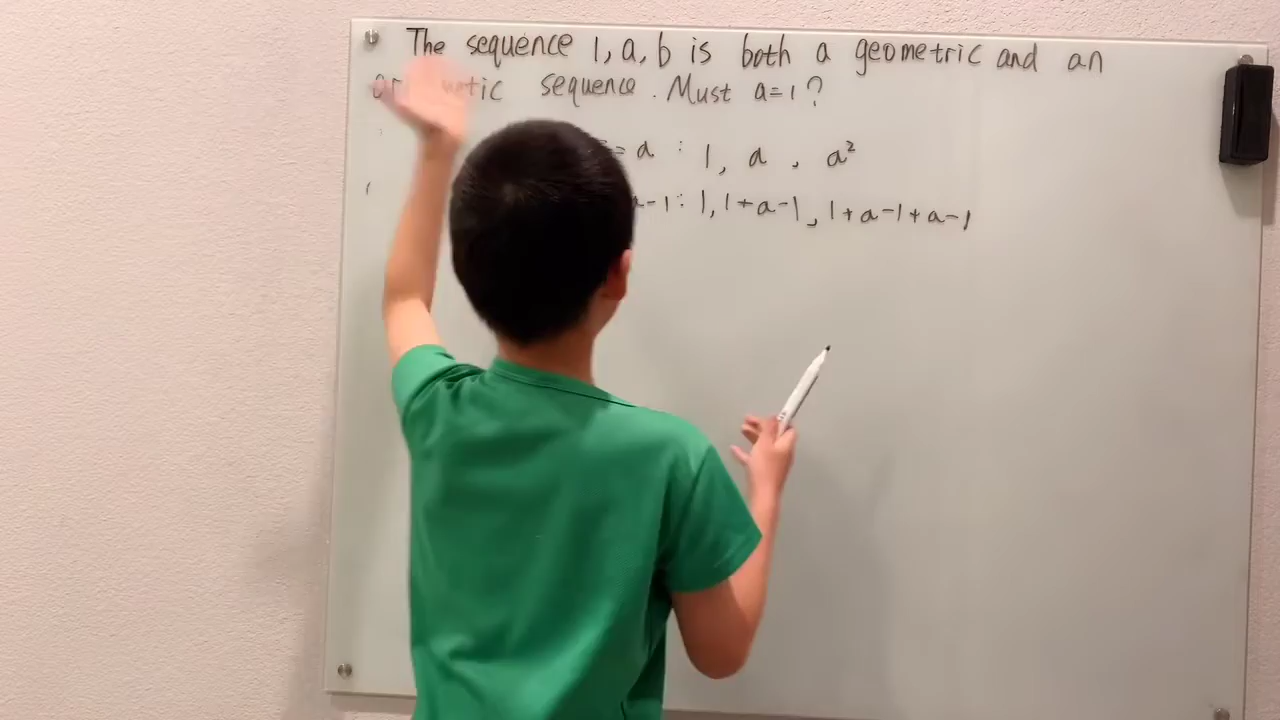 The sequence 1, a, b is both a geometric and an
sequence. Must a=1?
= a : 1, a, a²
-1: 1, 1+a-1, 1+a-1+a-1